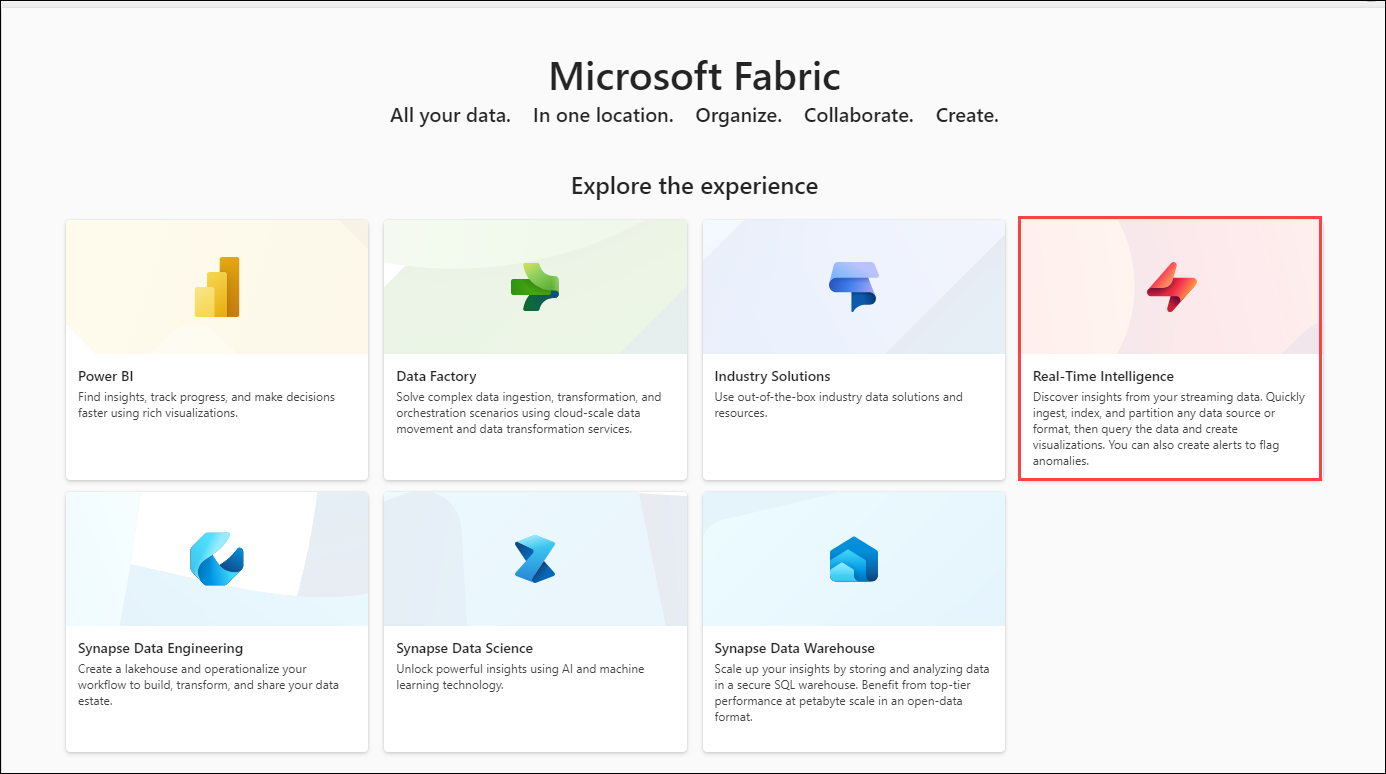 Microsoft Fabric
All your data. In one location. Organize. Collaborate. Create.
Explore the experience
Power BI
Find insights, track progress, and make decisions
faster using rich visualizations.
Data Factory
Solve complex data ingestion, transformation, and
orchestration scenarios using cloud-scale data
movement and data transformation services.
Industry Solutions
Use out-of-the-box industry data solutions and
resources.
Real-Time Intelligence
Discover insights from your streaming data. Quickly
ingest, index, and partition any data source or
format, then query the data and create
visualizations. You can also create alerts to flag
anomalies.
Synapse Data Engineering
Create a lakehouse and operationalize your
workflow to build, transform, and share your data
estate.
Synapse Data Science
Unlock powerful insights using AI and machine
learning technology.
Synapse Data Warehouse
Scale up your insights by storing and analyzing data
in a secure SQL warehouse. Benefit from top-tier
performance at petabyte scale in an open-data
format.